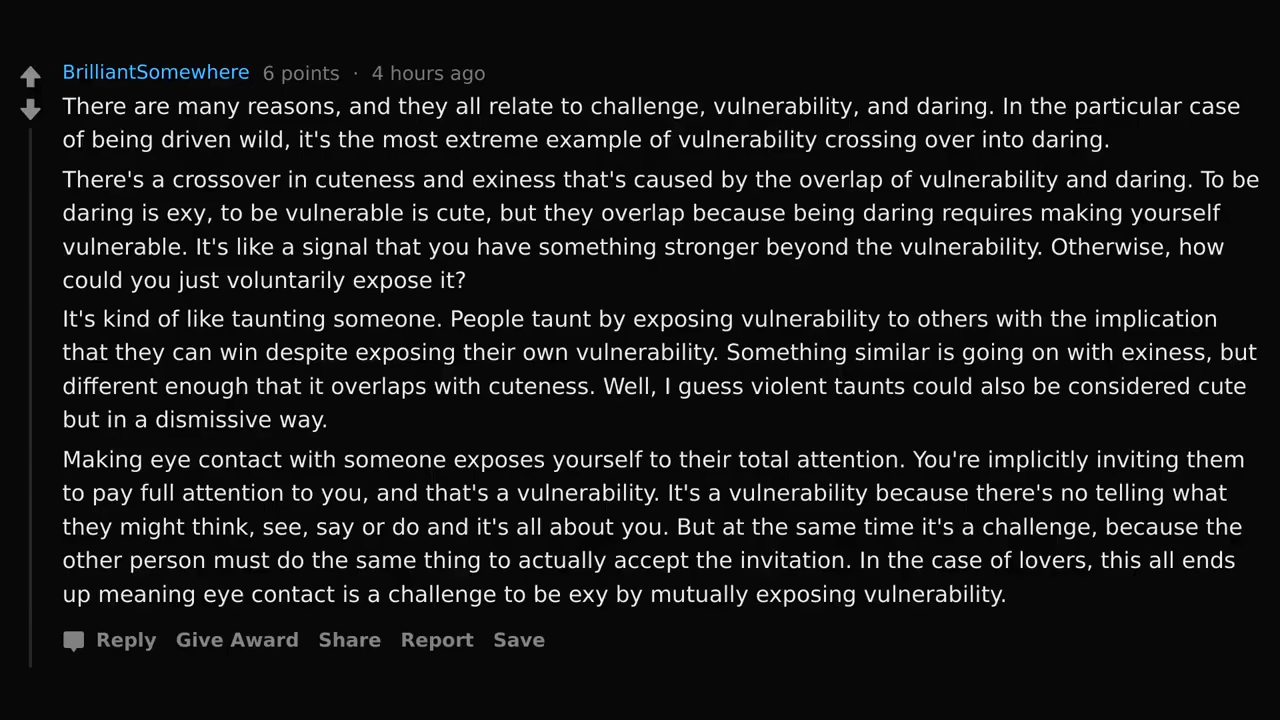 BrilliantSomewhere 6 points · 4 hours ago
There are many reasons, and they all relate to challenge, vulnerability, and daring. In the particular case
of being driven wild, it's the most extreme example of vulnerability crossing over into daring.
There's a crossover in cuteness and exiness that's caused by the overlap of vulnerability and daring. To be
daring is exy, to be vulnerable is cute, but they overlap because being daring requires making yourself
vulnerable. It's like a signal that you have something stronger beyond the vulnerability. Otherwise, how
could you just voluntarily expose it?
It's kind of like taunting someone. People taunt by exposing vulnerability to others with the implication
that they can win despite exposing their own vulnerability. Something similar is going on with exiness, but
different enough that it overlaps with cuteness. Well, I guess violent taunts could also be considered cute
but in a dismissive way.
Making eye contact with someone exposes yourself to their total attention. You're implicitly inviting them
to pay full attention to you, and that's a vulnerability. It's a vulnerability because there's no telling what
they might think, see, say or do and it's all about you. But at the same time it's a challenge, because the
other person must do the same thing to actually accept the invitation. In the case of lovers, this all ends
up meaning eye contact is a challenge to be exy by mutually exposing vulnerability.
Reply Give Award Share Report Save